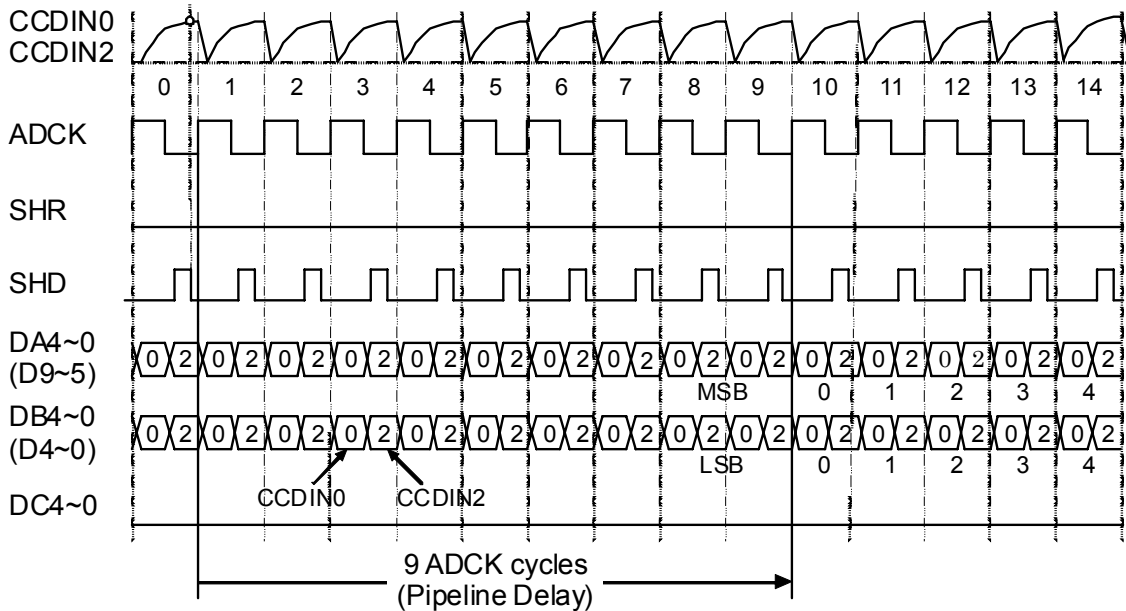 CCDIN0
CCDIN2
0 1 2 3 4 5 6 7 8 9 10 11 12 13 14
ADCK
SHR
SHD
DA4~0
(D9~5)
0 2 0 2 0 2 0 2 0 2 0 2 0 2 0 2 0 2 0 2 0 2 0 2 0 2 0 2 0 2
MSB 0 1 2 3 4
DB4~0
(D4~0)
0 2 0 2 0 2 0 2 0 2 0 2 0 2 0 2 0 2 0 2 0 2 0 2 0 2 0 2 0 2
LSB 0 1 2 3 4
CCDIN0 CCDIN2
DC4~0
9 ADCK cycles
(Pipeline Delay)